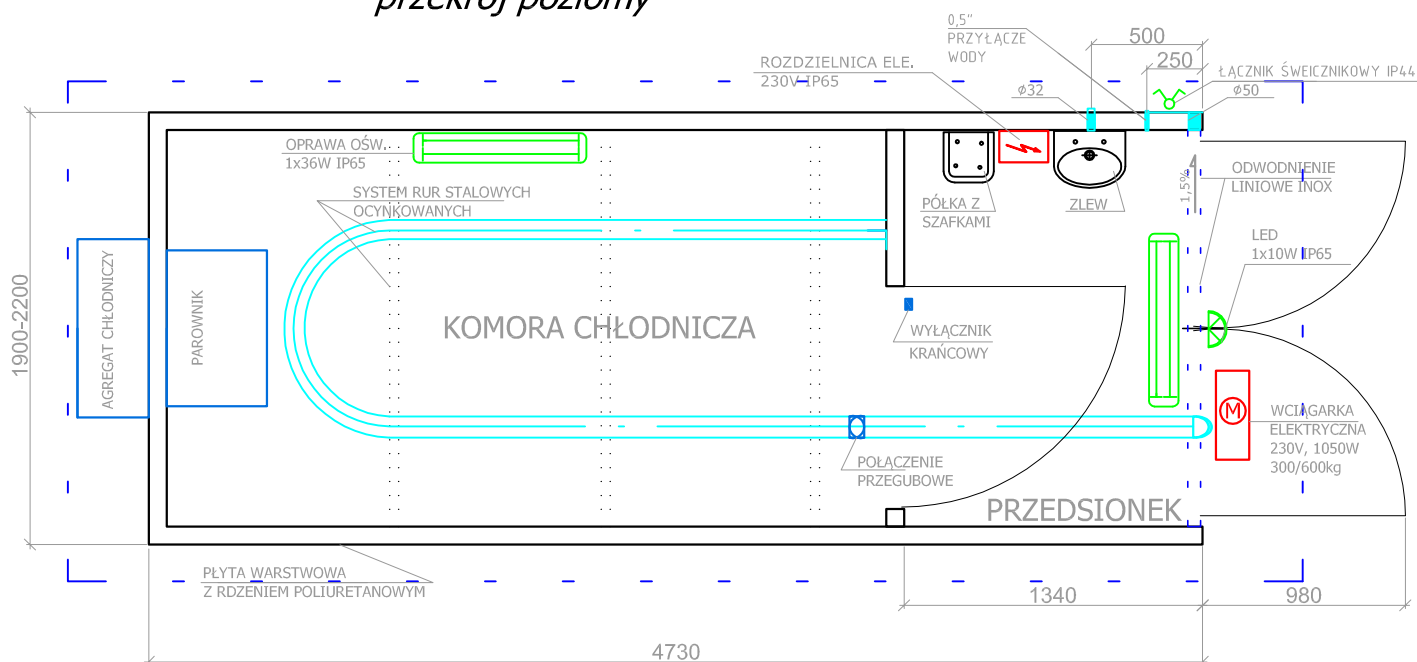 przekrój poziomy
0,5"
PRZYŁĄCZE
WODY
500
250
ROZDZIELNICA ELE.
230V IP65
ŁĄCZNIK ŚWEICZNIKOWY IP44
ø32
ø50
OPRAWA OŚW.
1x36W IP65
SYSTEM RUR STALOWYCH
OCYNKOWANYCH
PÓŁKA Z
SZAFKAMI
ZLEW
1,5%
ODWODNIENIE
LINIOWE INOX
LED
1x10W IP65
1900-2200
AGREGAT CHŁODNICZY
PAROWNIK
KOMORA CHŁODNICZA
WYŁĄCZNIK
KRAŃCOWY
M
WCIĄGARKA
ELEKTRYCZNA
230V, 1050W
300/600kg
POŁĄCZENIE
PRZEGUBOWE
PRZEDSIONEK
PŁYTA WARSTWOWA
Z RDZENIEM POLIURETANOWYM
1340
980
4730